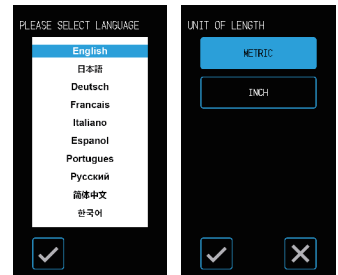 PLEASE SELECT LANGUAGE
English
日本語
Deutsch
Francais
Italiano
Espanol
Portugues
Русский
简体中文
한국어
UNIT OF LENGTH
METRIC
INCH